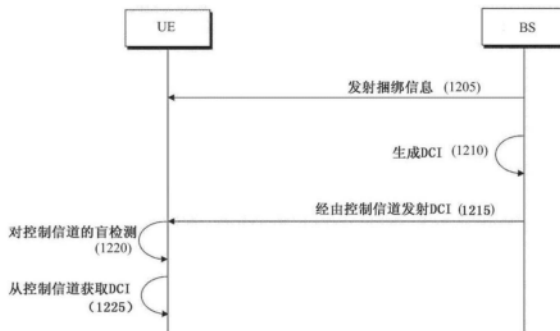 UE
BS
发射捆绑信息 (1205)
生成DCI (1210)
经由控制信道发射DCI (1215)
对控制信道的盲检测
(1220)
从控制信道获取DCI
（1225）